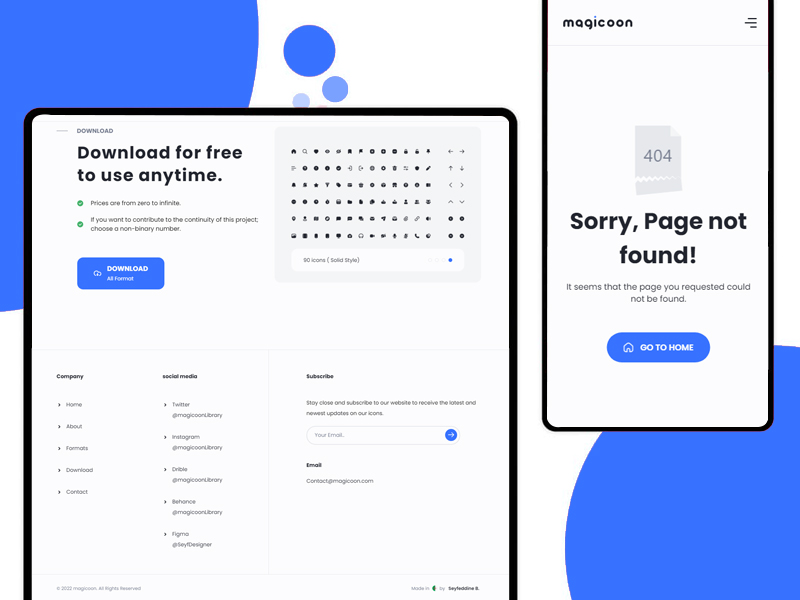 DOWNLOAD
Download for free
to use anytime.
Prices are from zero to infinite.
If you want to contribute to the continuity of this project;
choose a non-binary number.
DOWNLOAD
All Format
90 Icons ( Solid Style)
Company
Home
About
Formats
Download
Contact
social media
Twitter
@magicoonLibrary
Instagram
@magicoonLibrary
Drible
@magicoonLibrary
Behance
@magicoonLibrary
Figma
@SeyfDesigner
Subscribe
Stay close and subscribe to our website to receive the latest and
newest updates on our icons.
Your Email.
Email
Contact@magicoon.com
© 2022 magicoon. All Rights Reserved
Made in by Seyfeddine B.
magicoon
404
Sorry, Page not
found!
It seems that the page you requested could
not be found.
GO TO HOME